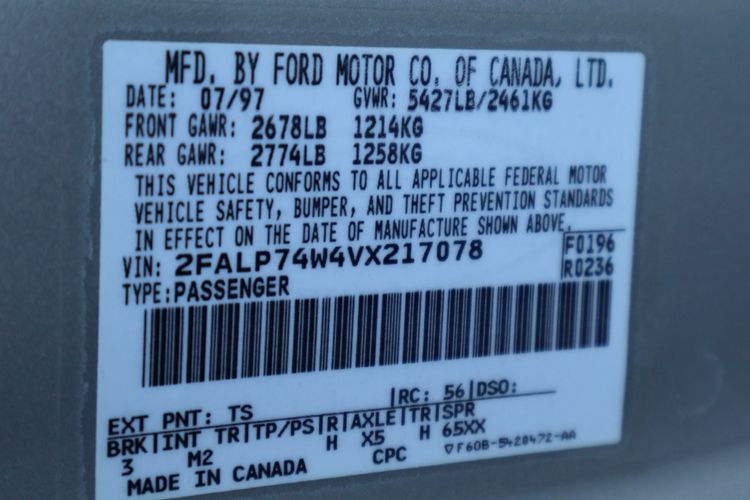 MFD. BY FORD MOTOR CO. OF CANADA, LTD.
DATE: 07/97 GVWR: 5427LB/2461KG
FRONT GAWR: 2678LB 1214KG
REAR GAWR: 2774LB 1258KG
THIS VEHICLE CONFORMS TO ALL APPLICABLE FEDERAL MOTOR
VEHICLE SAFETY, BUMPER, AND THEFT PREVENTION STANDARDS
IN EFFECT ON THE DATE OF MANUFACTURE SHOWN ABOVE.
VIN: 2FALP74W4VX217078 F0196
TYPE: PASSENGER R0236
EXT PNT: TS |RC: 56|DSO:
BRK|INT TR|TP/PS|R|AXLE|TR|SPR
3 M2 H X5 H 65XX
MADE IN CANADA CPC ▽F60B-5420472-AA